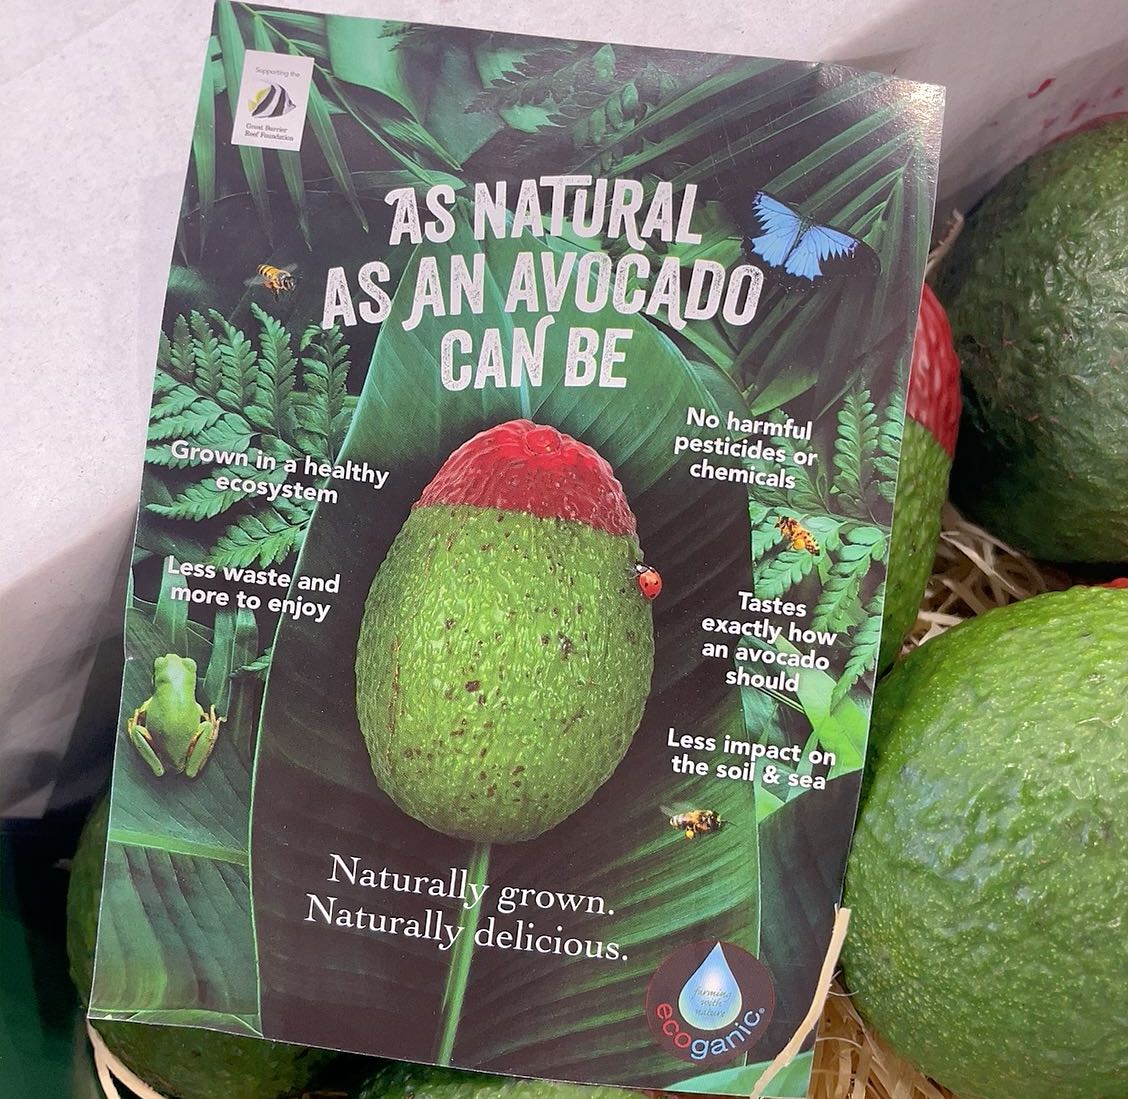 Supporting the
Great Barrier
Reef Foundation
AS NATURAL
AS AN AVOCADO
CAN BE
Grown in a healthy
ecosystem
Less waste and
more to enjoy
No harmful
pesticides or
chemicals
Tastes
exactly how
an avocado
should
Less impact on
the soil & sea
Naturally grown.
Naturally delicious.
farming
with
nature
ecoganic®